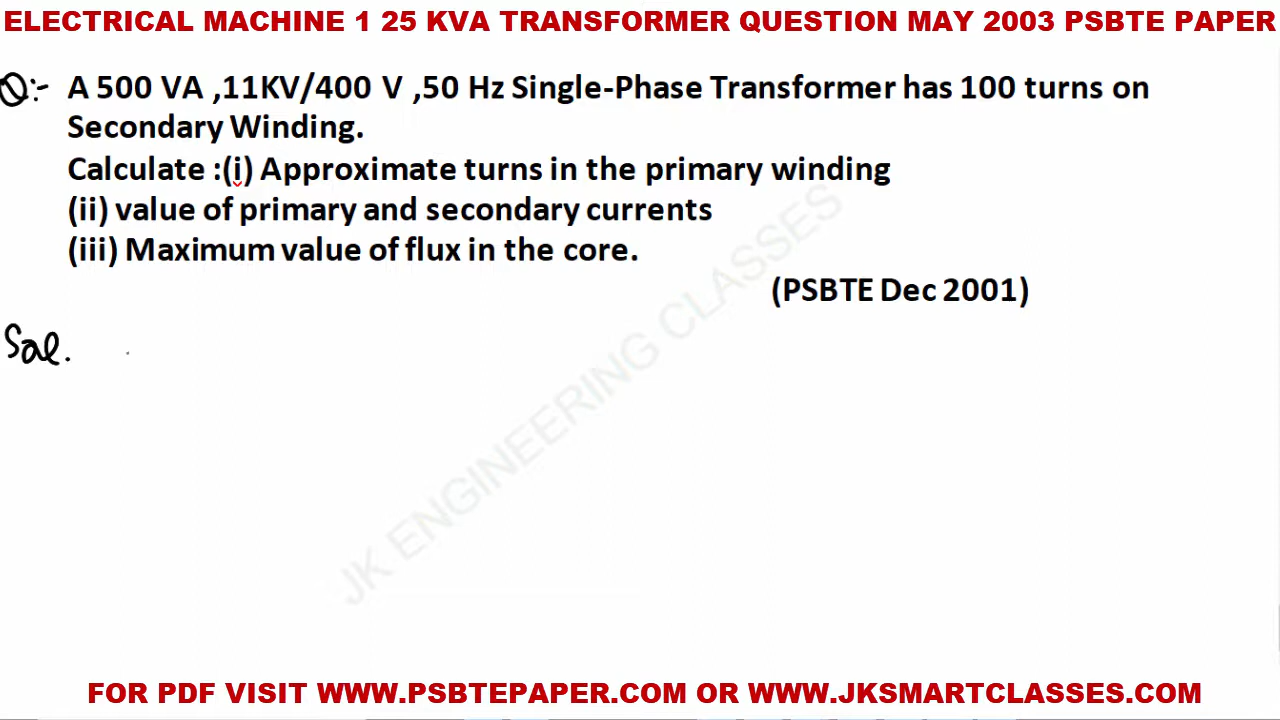 ELECTRICAL MACHINE 1 25 KVA TRANSFORMER QUESTION MAY 2003 PSBTE PAPER
Q:- A 500 VA ,11KV/400 V ,50 Hz Single-Phase Transformer has 100 turns on
Secondary Winding.
Calculate :(i) Approximate turns in the primary winding
(ii) value of primary and secondary currents
(iii) Maximum value of flux in the core.
(PSBTE Dec 2001)
Sol.
JK ENGINEERING CLASSES
FOR PDF VISIT WWW.PSBTEPAPER.COM OR WWW.JKSMARTCLASSES.COM